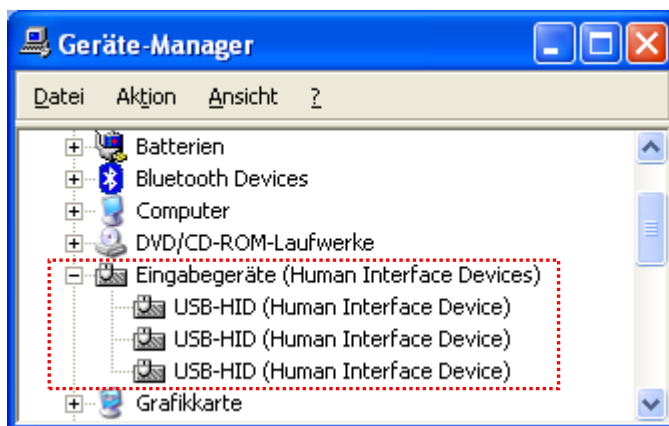 Geräte-Manager
Datei Aktion Ansicht ?
Batterien
Bluetooth Devices
Computer
DVD/CD-ROM-Laufwerke
Eingabegeräte (Human Interface Devices)
USB-HID (Human Interface Device)
USB-HID (Human Interface Device)
USB-HID (Human Interface Device)
Grafikkarte